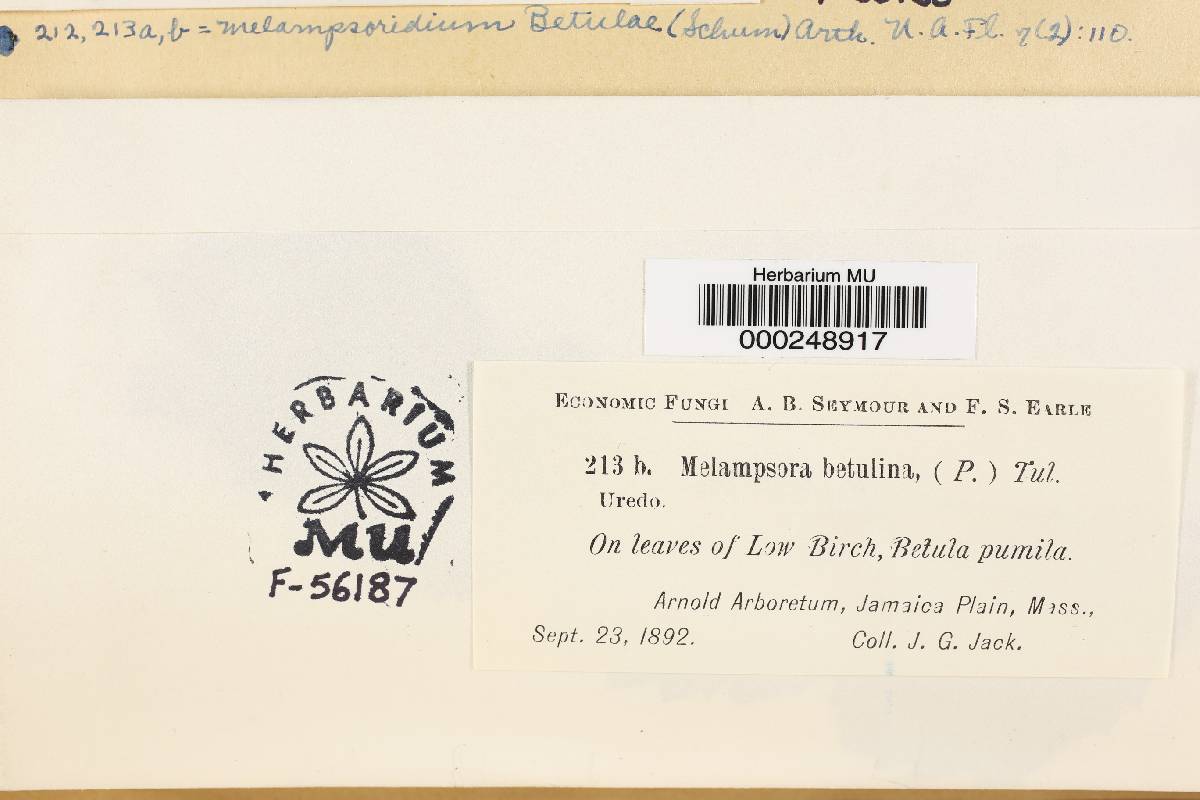 212, 213a, b = Melampsoridium Betulae (Schum) Arth. N. A. Fl. 7(2):110.
Herbarium MU
000248917
HERBARIUM
MU
F-56187
ECONOMIC FUNGI A. B. SEYMOUR AND F. S. EARLE
213 b. Melampsora betulina, (P.) Tul.
Uredo.
On leaves of Low Birch, Betula pumila.
Arnold Arboretum, Jamaica Plain, Mass.,
Sept. 23, 1892. Coll. J. G. Jack.